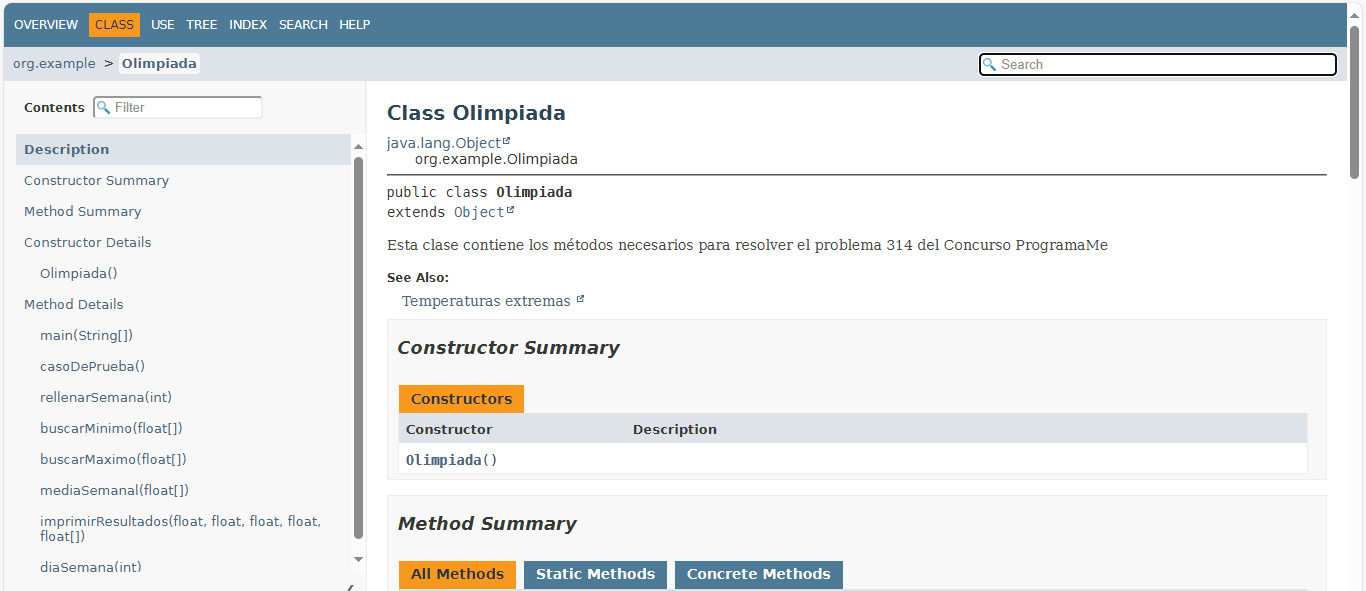 OVERVIEW CLASS USE TREE INDEX SEARCH HELP
org.example > Olimpiada
Search
Contents
Filter
Description
Constructor Summary
Method Summary
Constructor Details
Olimpiada()
Method Details
main(String[])
casoDePrueba()
rellenarSemana(int)
buscarMinimo(float[])
buscarMaximo(float[])
mediaSemanal(float[])
imprimirResultados(float, float, float, float,
float[])
diaSemana(int)
Class Olimpiada
java.lang.Object
org.example.Olimpiada
public class Olimpiada
extends Object
Esta clase contiene los métodos necesarios para resolver el problema 314 del Concurso ProgramaMe
See Also:
Temperaturas extremas
Constructor Summary
Constructors
Constructor Description
Olimpiada()
Method Summary
All Methods Static Methods Concrete Methods